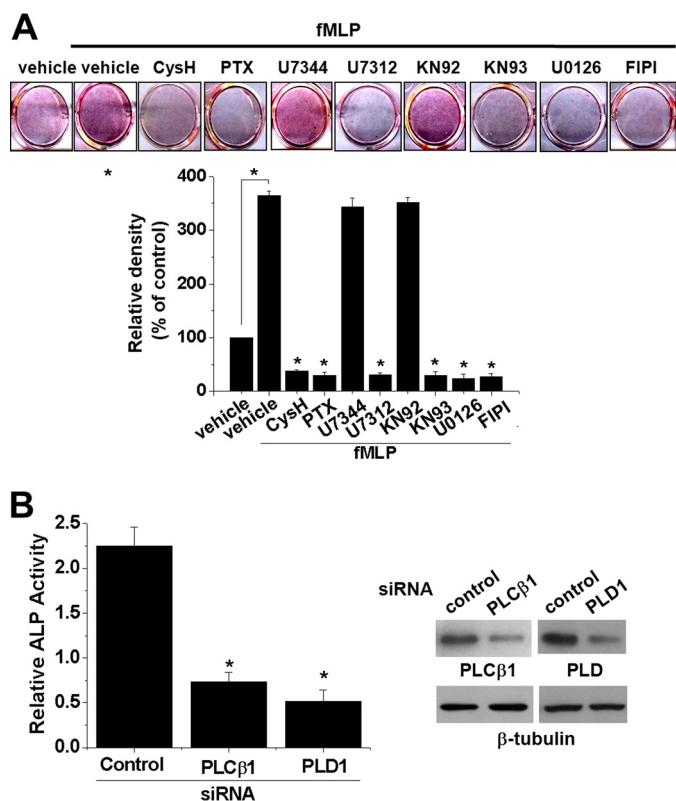 A
fMLP
vehicle vehicle CysH PTX U7344 U7312 KN92 KN93 U0126 FIPI
*
Relative density
(% of control)
400
300
200
100
0
*
* * * * * *
vehicle vehicle CysH PTX U7344 U7312 KN92 KN93 U0126 FIPI
fMLP
B
Relative ALP Activity
2.5
2.0
1.5
1.0
0.5
0.0
* *
Control PLCβ1 PLD1
siRNA
siRNA control PLCβ1 control PLD1
PLCβ1 PLD
β-tubulin